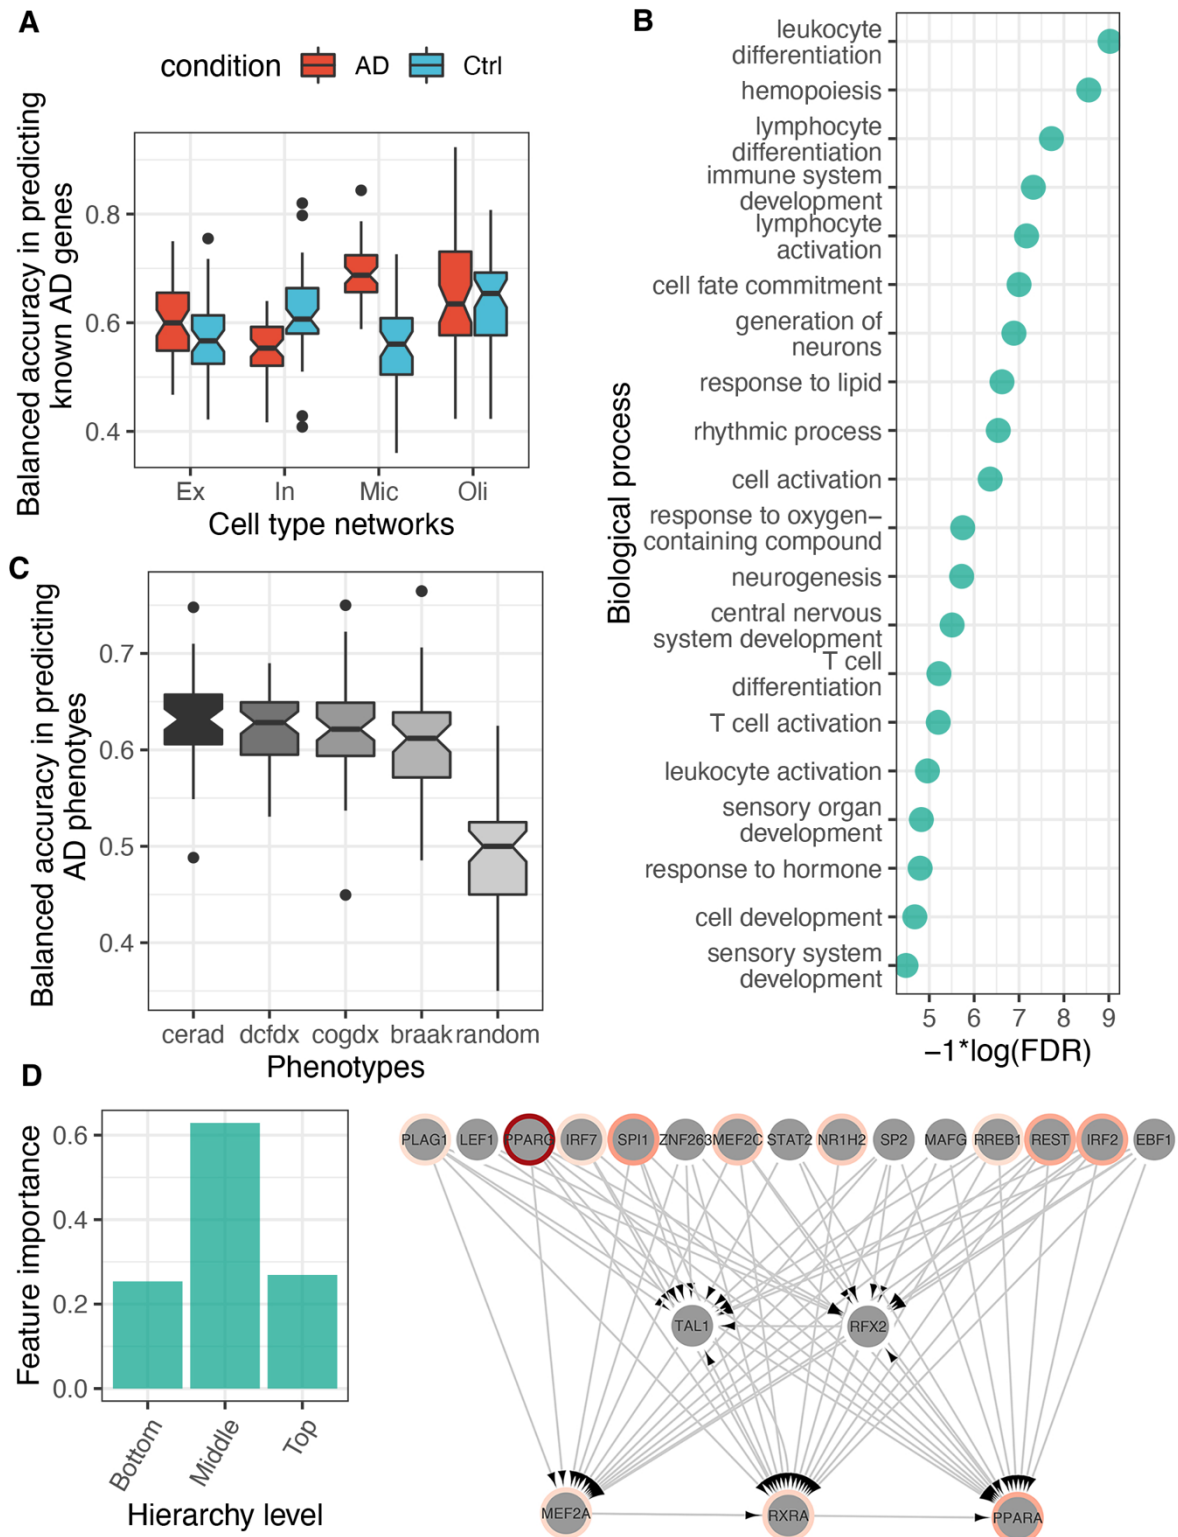 A
condition AD Ctrl
Balanced accuracy in predicting
known AD genes
0.8
0.6
0.4
Ex In Mic Oli
Cell type networks
B
Biological process
leukocyte
differentiation
hemopoiesis
lymphocyte
differentiation
immune system
development
lymphocyte
activation
cell fate commitment
generation of
neurons
response to lipid
rhythmic process
cell activation
response to oxygen−
containing compound
neurogenesis
central nervous
system development
T cell
differentiation
T cell activation
leukocyte activation
sensory organ
development
response to hormone
cell development
sensory system
development
5 6 7 8 9
−1*log(FDR)
C
Balanced accuracy in predicting
AD phenotyes
0.7
0.6
0.5
0.4
cerad dcfdx cogdx braak random
Phenotypes
D
Feature importance
0.6
0.4
0.2
0.0
Bottom Middle Top
Hierarchy level
PLAG1 LEF1 PPARG IRF7 SPI1 ZNF263 MEF2C STAT2 NR1H2 SP2 MAFG RREB1 REST IRF2 EBF1
TAL1 RFX2
MEF2A RXRA PPARA